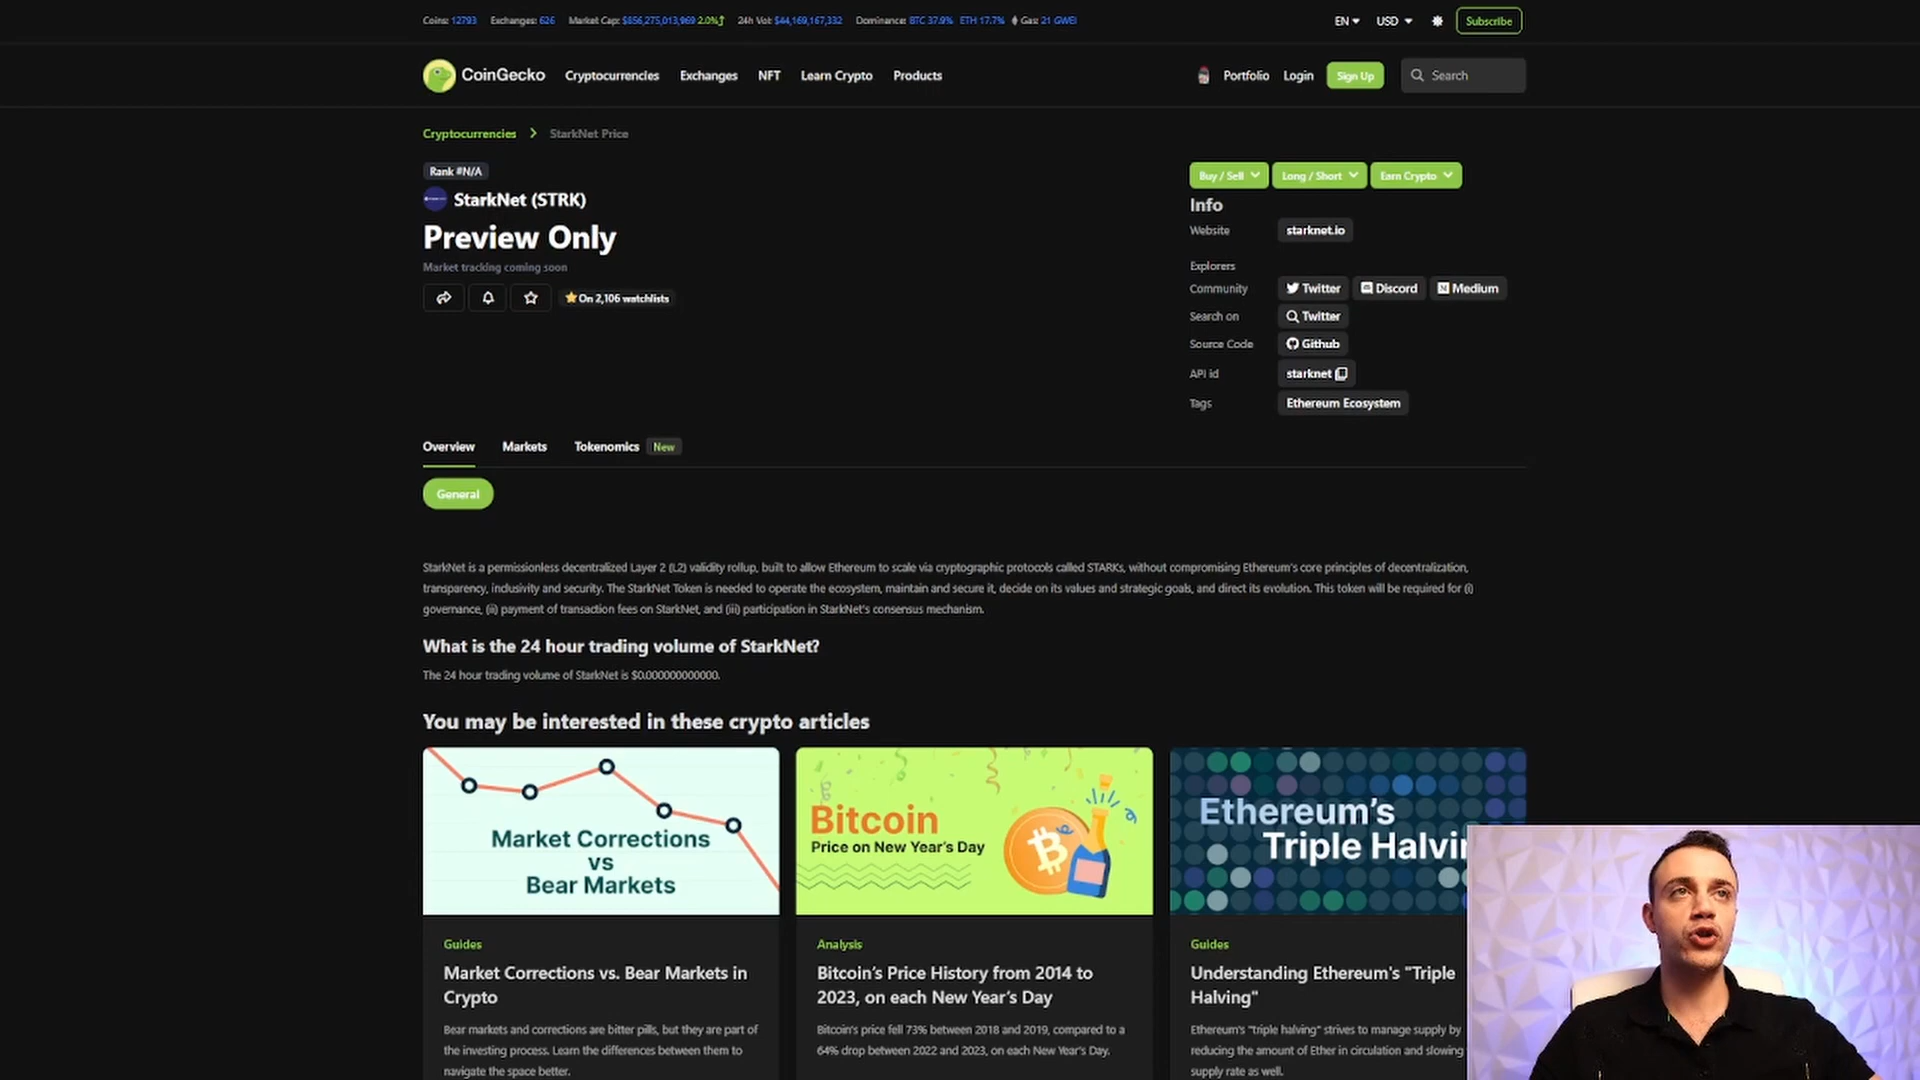 Coins: 12793 Exchanges: 626 Market Cap: $856,275,013,969 2.0% 24h Vol: $44,169,167,332 Dominance: BTC 37.9% ETH 17.7% Gas: 21 GWEI
EN USD Subscribe
CoinGecko Cryptocurrencies Exchanges NFT Learn Crypto Products
Portfolio Login Sign Up Search
Cryptocurrencies StarkNet Price
Rank #N/A
StarkNet (STRK)
Preview Only
Market tracking coming soon
On 2,106 watchlists
Buy / Sell Long / Short Earn Crypto
Info
Website starknet.io
Explorers
Community Twitter Discord Medium
Search on Twitter
Source Code Github
API id starknet
Tags Ethereum Ecosystem
Overview Markets Tokenomics New
General
StarkNet is a permissionless decentralized Layer 2 (L2) validity rollup, built to allow Ethereum to scale via cryptographic protocols called STARKs, without compromising Ethereum's core principles of decentralization,
transparency, inclusivity and security. The StarkNet Token is needed to operate the ecosystem, maintain and secure it, decide on its values and strategic goals, and direct its evolution. This token will be required for (i)
governance, (ii) payment of transaction fees on StarkNet, and (iii) participation in StarkNet's consensus mechanism.
What is the 24 hour trading volume of StarkNet?
The 24 hour trading volume of StarkNet is $0.000000000000.
You may be interested in these crypto articles
Market Corrections
vs
Bear Markets
Guides
Market Corrections vs. Bear Markets in
Crypto
Bear markets and corrections are bitter pills, but they are part of
the investing process. Learn the differences between them to
navigate the space better.
Bitcoin
Price on New Year's Day
Analysis
Bitcoin's Price History from 2014 to
2023, on each New Year's Day
Bitcoin's price fell 73% between 2018 and 2019, compared to a
64% drop between 2022 and 2023, on each New Year's Day.
Ethereum's
Triple Halvin
Guides
Understanding Ethereum's "Triple
Halving"
Ethereum's "triple halving" strives to manage supply by
reducing the amount of Ether in circulation and slowing
supply rate as well.